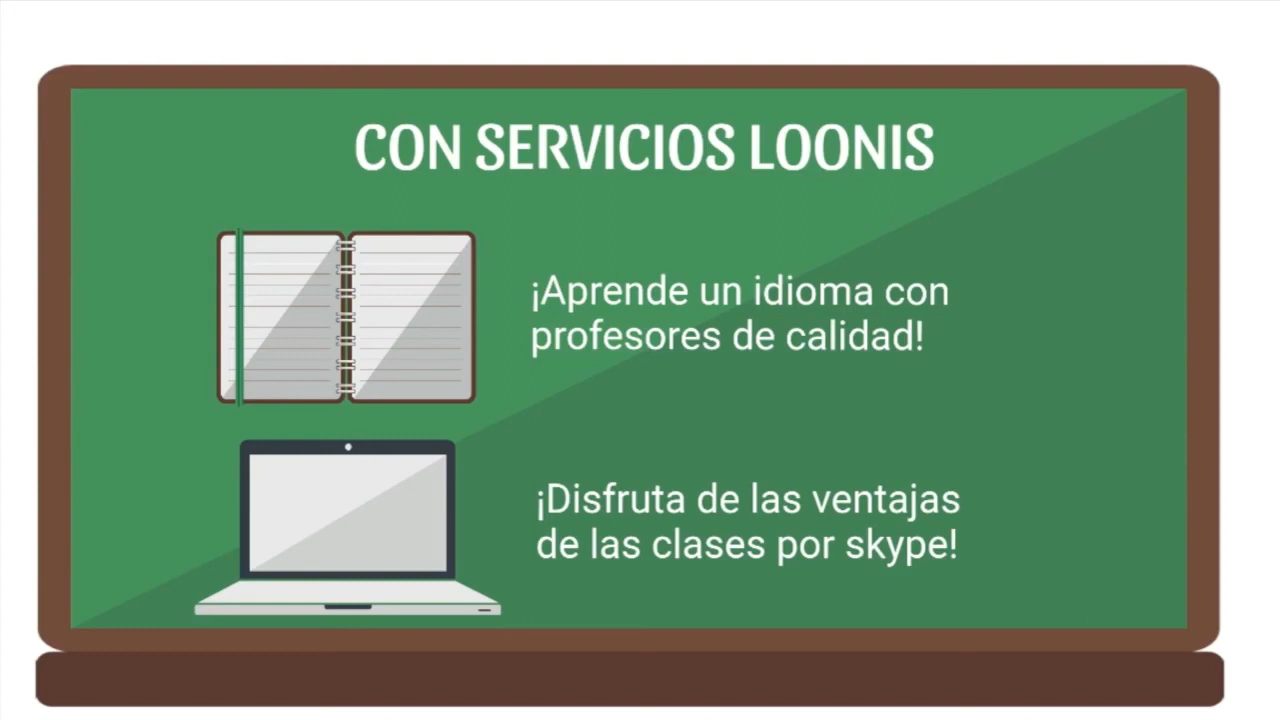 CON SERVICIOS LOONIS
¡Aprende un idioma con
profesores de calidad!
¡Disfruta de las ventajas
de las clases por skype!